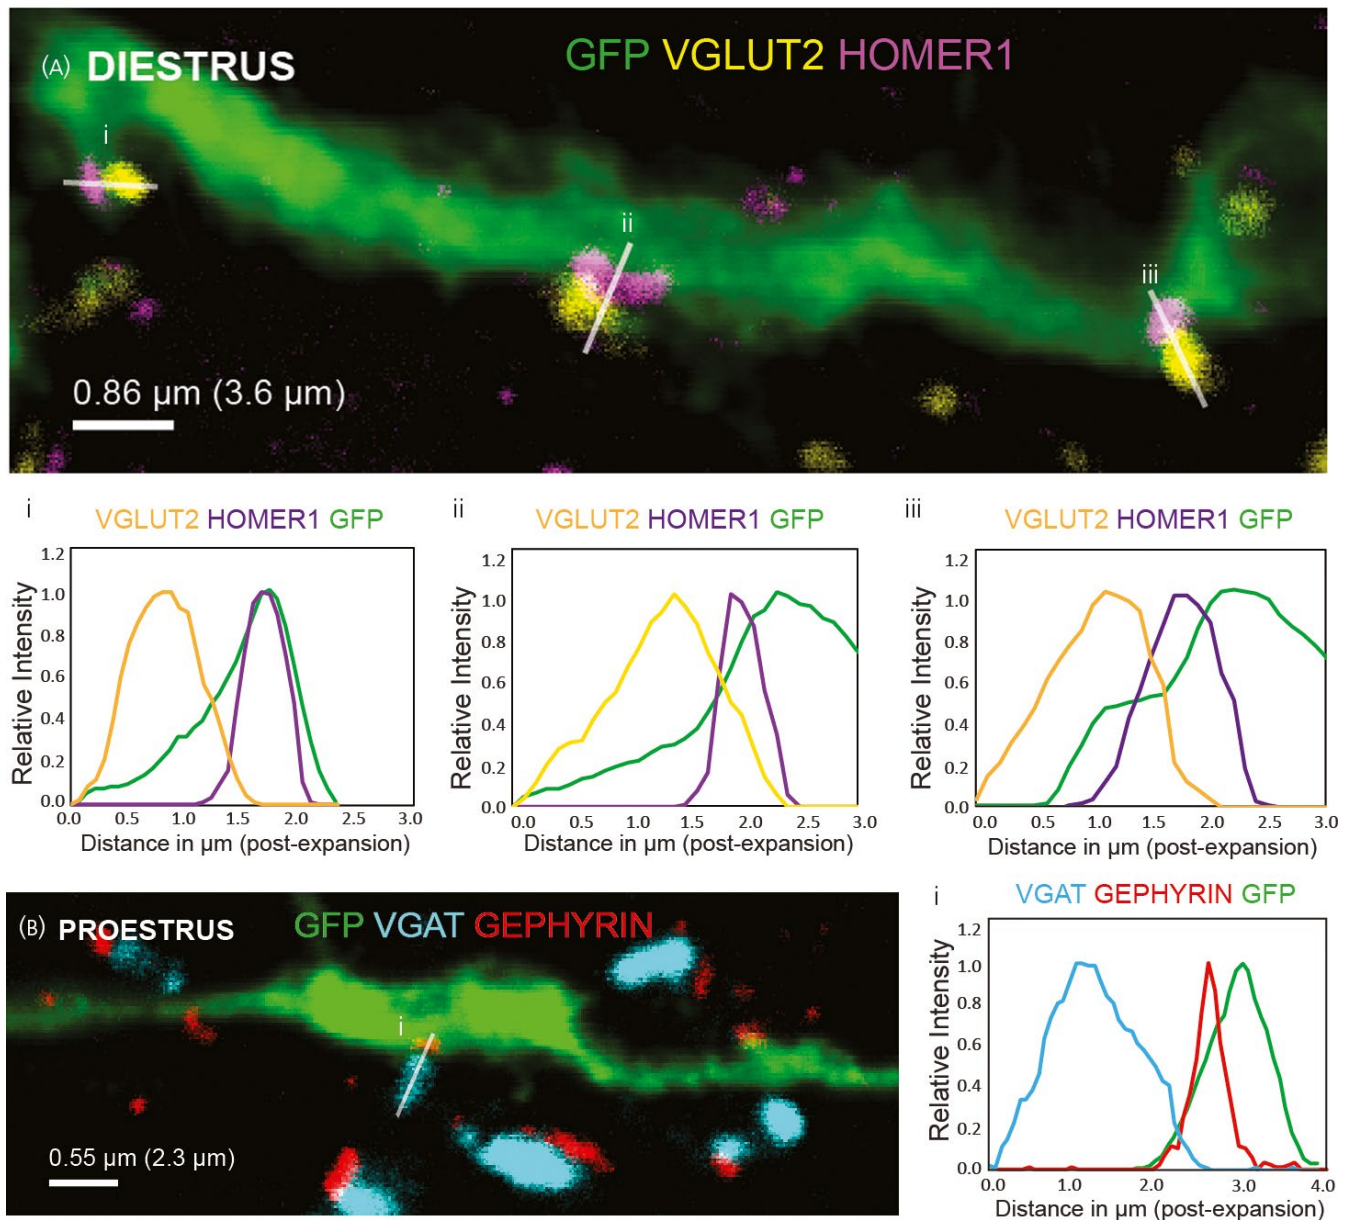 (A) DIESTRUS GFP VGLUT2 HOMER1
i
ii
iii
0.86 µm (3.6 µm)
i
VGLUT2 HOMER1 GFP
1.2
1.0
0.8
0.6
0.4
0.2
0.0
Relative Intensity
0.0 0.5 1.0 1.5 2.0 2.5 3.0
Distance in µm (post-expansion)
ii
VGLUT2 HOMER1 GFP
1.2
1.0
0.8
0.6
0.4
0.2
0.0
Relative Intensity
0.0 0.5 1.0 1.5 2.0 2.5 3.0
Distance in µm (post-expansion)
iii
VGLUT2 HOMER1 GFP
1.2
1.0
0.8
0.6
0.4
0.2
0.0
Relative Intensity
0.0 0.5 1.0 1.5 2.0 2.5 3.0
Distance in µm (post-expansion)
(B) PROESTRUS GFP VGAT GEPHYRIN
i
0.55 µm (2.3 µm)
i
VGAT GEPHYRIN GFP
1.2
1.0
0.8
0.6
0.4
0.2
0.0
Relative Intensity
0.0 1.0 2.0 3.0 4.0
Distance in µm (post-expansion)